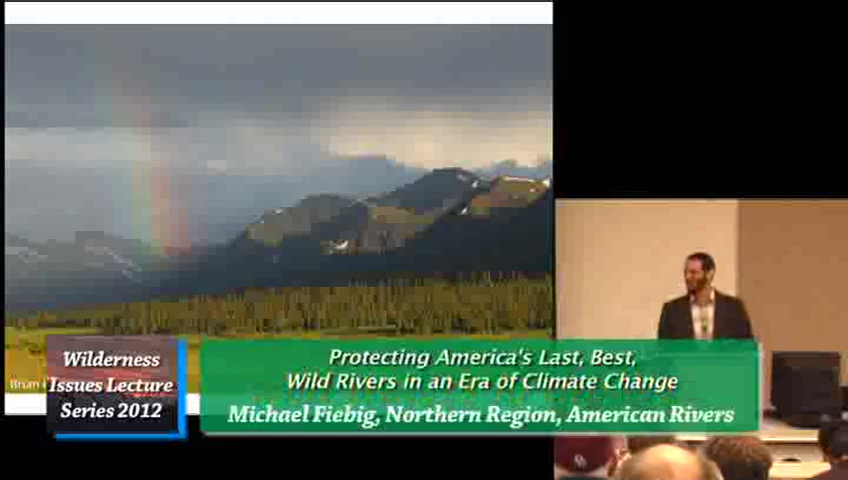 Wilderness
Issues Lecture
Series 2012
Protecting America's Last, Best,
Wild Rivers in an Era of Climate Change
Michael Fiebig, Northern Region, American Rivers
Brian